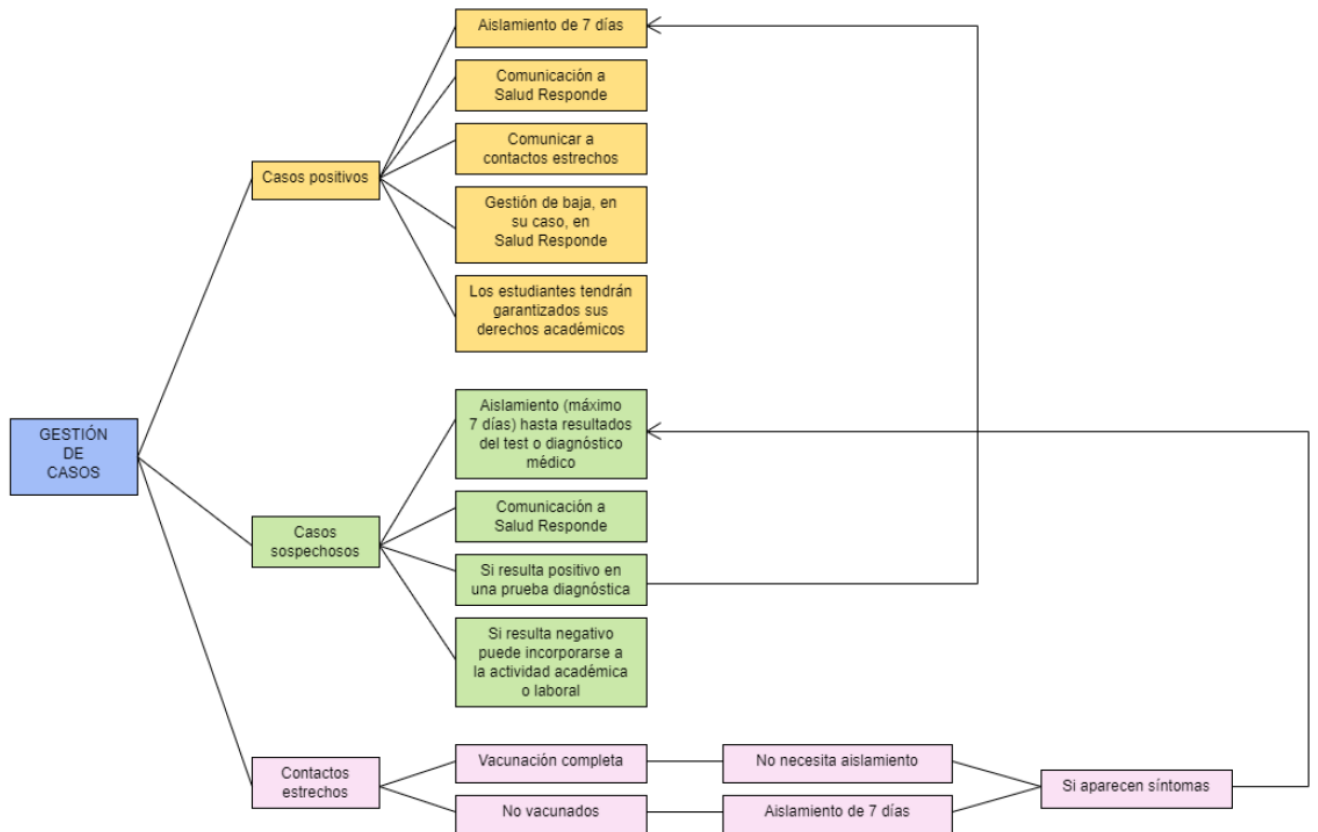 GESTIÓN
DE
CASOS
Casos positivos
Aislamiento de 7 días
Comunicación a
Salud Responde
Comunicar a
contactos estrechos
Gestión de baja, en
su caso, en
Salud Responde
Los estudiantes tendrán
garantizados sus
derechos académicos
Casos
sospechosos
Aislamiento (máximo
7 días) hasta resultados
del test o diagnóstico
médico
Comunicación a
Salud Responde
Si resulta positivo en
una prueba diagnóstica
Si resulta negativo
puede incorporarse a
la actividad académica
o laboral
Contactos
estrechos
Vacunación completa
No necesita aislamiento
No vacunados
Aislamiento de 7 días
Si aparecen síntomas